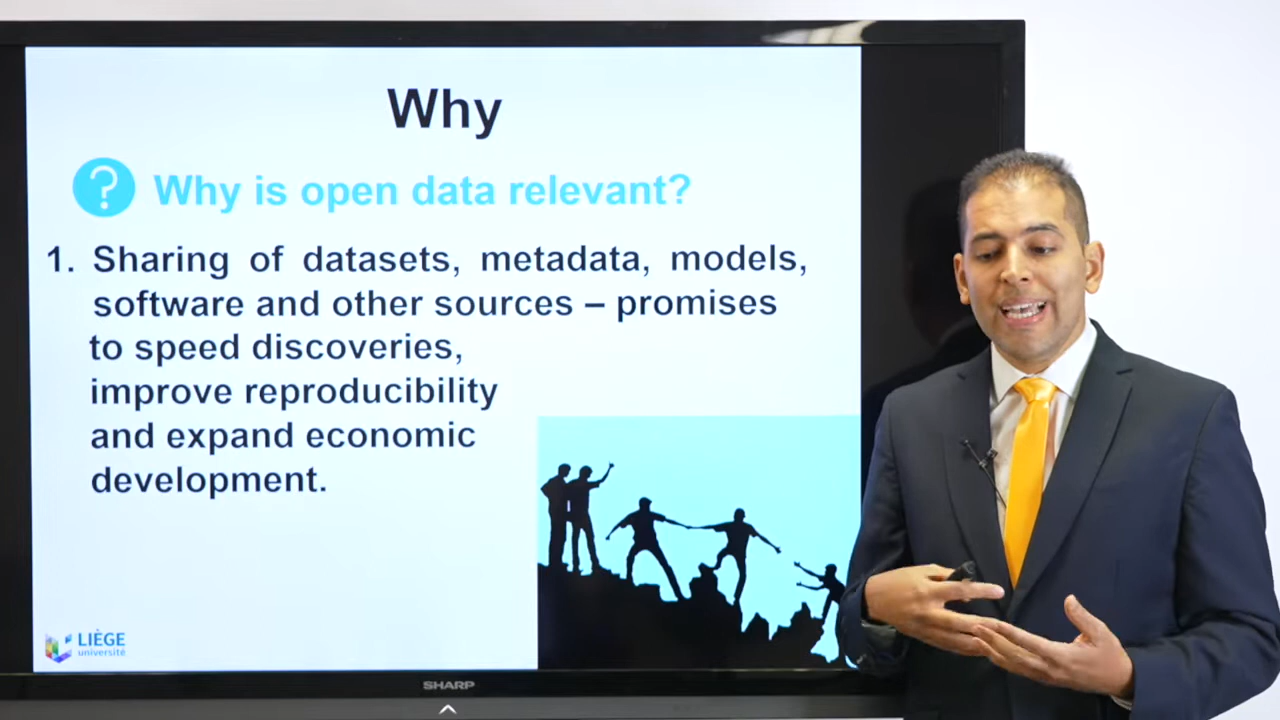 Why
? Why is open data relevant?
1. Sharing of datasets, metadata, models,
software and other sources – promises
to speed discoveries,
improve reproducibility
and expand economic
development.
LIÈGE
université
SHARP